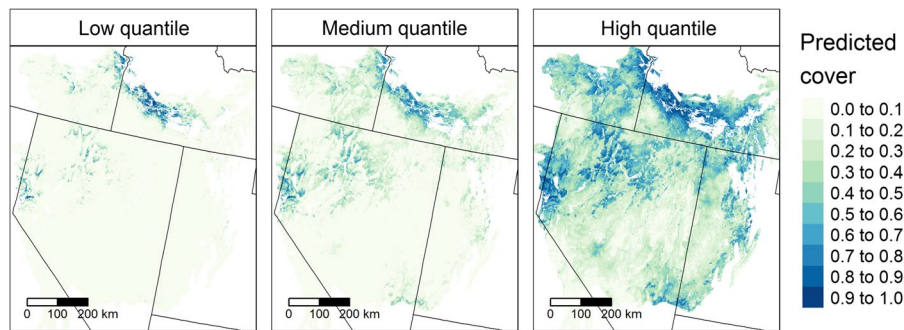 Low quantile
Medium quantile
High quantile
Predicted
cover
0.0 to 0.1
0.1 to 0.2
0.2 to 0.3
0.3 to 0.4
0.4 to 0.5
0.5 to 0.6
0.6 to 0.7
0.7 to 0.8
0.8 to 0.9
0.9 to 1.0
0 100 200 km
0 100 200 km
0 100 200 km